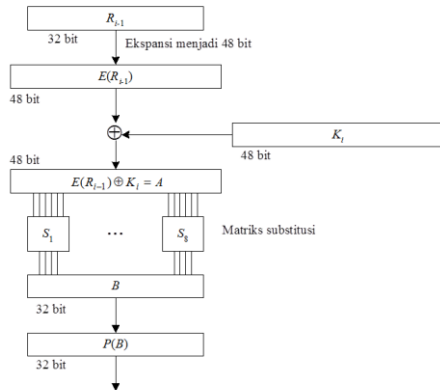 R_{i-1}
32 bit
Ekspansi menjadi 48 bit
E(R_{i-1})
48 bit
⊕
K_i
48 bit
48 bit
E(R_{i-1}) ⊕ K_i = A
S_1 ... S_8
Matriks substitusi
B
32 bit
P(B)
32 bit